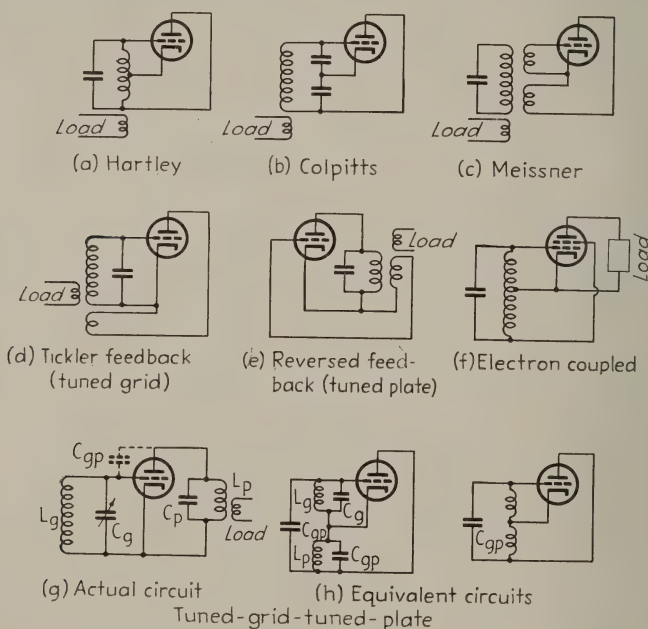 Load
Load
Load
(a) Hartley
(b) Colpitts
(c) Meissner
Load
Load
Load
(d) Tickler feedback
(tuned grid)
(e) Reversed feed-
back (tuned plate)
(f) Electron coupled
Cgp
Lg
Cg
Cp
Lp
Load
Lg
Cg
Cgp
Lp
Cgp
Cgp
(g) Actual circuit
(h) Equivalent circuits
Tuned-grid-tuned-plate